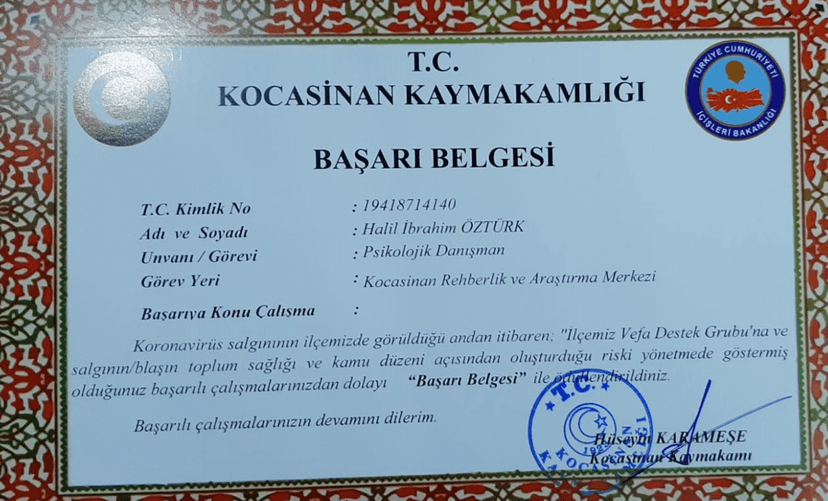 T.C.
KOCASİNAN KAYMAKAMLIĞI
TÜRKİYE CUMHURİYETİ
İÇİŞLERİ BAKANLIĞI
BAŞARI BELGESİ
T.C. Kimlik No : 19418714140
Adı ve Soyadı : Halil İbrahim ÖZTÜRK
Unvanı / Görevi : Psikolojik Danışman
Görev Yeri : Kocasinan Rehberlik ve Araştırma Merkezi
Başarıya Konu Çalışma :
Koronavirüs salgınının ilçemizde görüldüğü andan itibaren; "İlçemiz Vefa Destek Grubu'na ve
salgının/blaşın toplum sağlığı ve kamu düzeni açısından oluşturduğu riski yönetmede göstermiş
olduğunuz başarılı çalışmalarınızdan dolayı “Başarı Belgesi” ile ödüllendirildiniz.
Başarılı çalışmalarınızın devamını dilerim.
T.C.
KOCASİNAN
Hüseyin KARAMEŞE
Kocasinan Kaymakamı